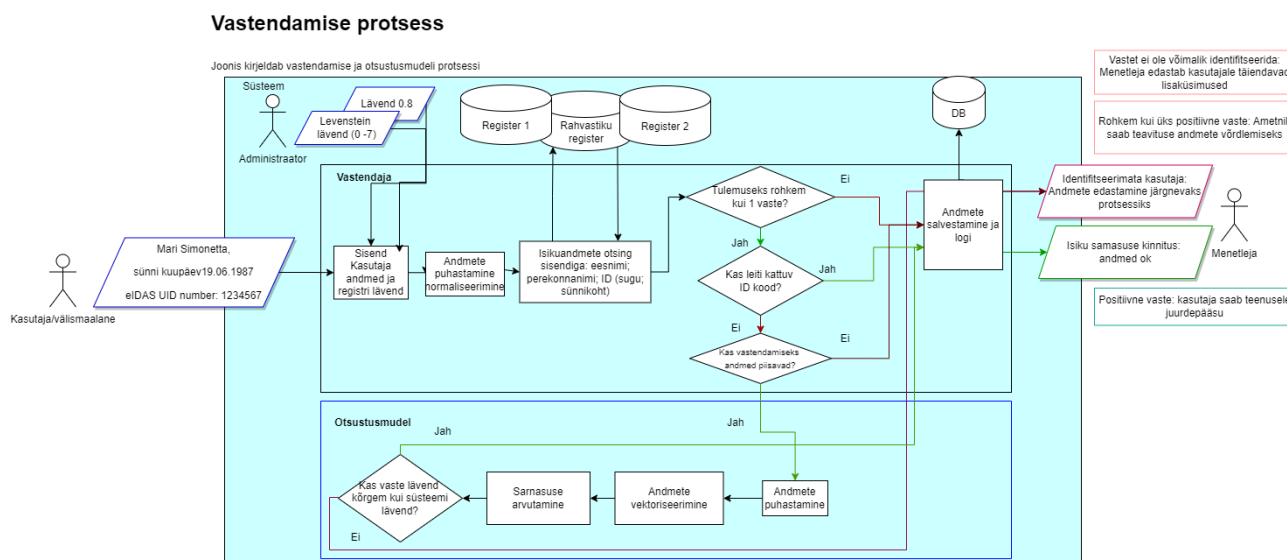 Vastendamise protsess
Joonis kirjeldab vastendamise ja otsustusmudeli protsessi
Süsteem
Administraator
Lävend 0.8
Levenstein
lävend (0 -7)
Register 1
Rahvastiku
register
Register 2
DB
Vastet ei ole võimalik identifitseerida:
Menetleja edastab kasutajale täiendavad
lisaküsimused
Rohkem kui üks positiivne vaste: Ametnik
saab teavituse andmete võrdlemiseks
Vastendaja
Mari Simonetta,
sünni kuupäev19.06.1987
eIDAS UID number: 1234567
Kasutaja/välismaalane
Sisend
Kasutaja
andmed ja
registri lävend
Andmete
puhastamine
normaliseerimine
Isikuandmete otsing
sisendiga: eesnimi;
perekonnanimi; ID (sugu;
sünnikoht)
Tulemuseks rohkem
kui 1 vaste?
Ei
Jah
Kas leiti kattuv
ID kood?
Jah
Ei
Kas vastendamiseks
andmed piisavad?
Ei
Jah
Andmete
salvestamine ja
logi
Identifitseerimata kasutaja:
Andmete edastamine järgnevaks
protsessiks
Isiku samasuse kinnitus:
andmed ok
Menetleja
Positiivne vaste: kasutaja saab teenusele
juurdepääsu
Otsustusmudel
Jah
Kas vaste lävend
kõrgem kui süsteemi
lävend?
Ei
Sarnasuse
arvutamine
Andmete
vektoriseerimine
Andmete
puhastamine